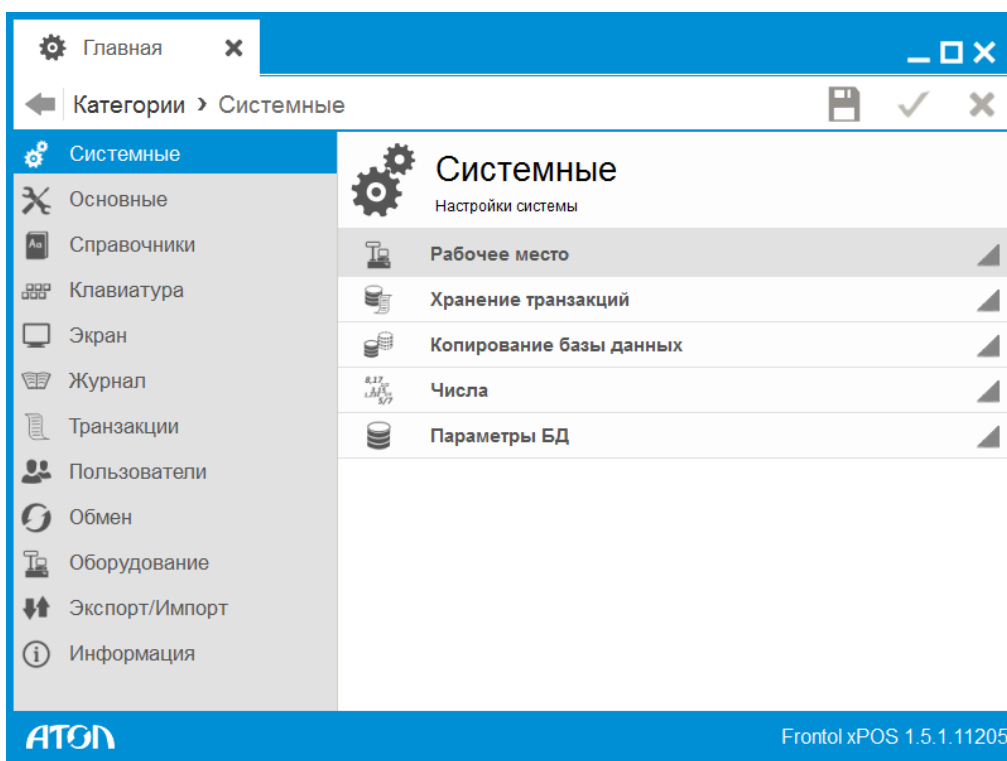 Главная
Категории › Системные
Системные
Основные
Справочники
Клавиатура
Экран
Журнал
Транзакции
Пользователи
Обмен
Оборудование
Экспорт/Импорт
Информация
Системные
Настройки системы
Рабочее место
Хранение транзакций
Копирование базы данных
Числа
Параметры БД
АТОЛ
Frontol xPOS 1.5.1.11205